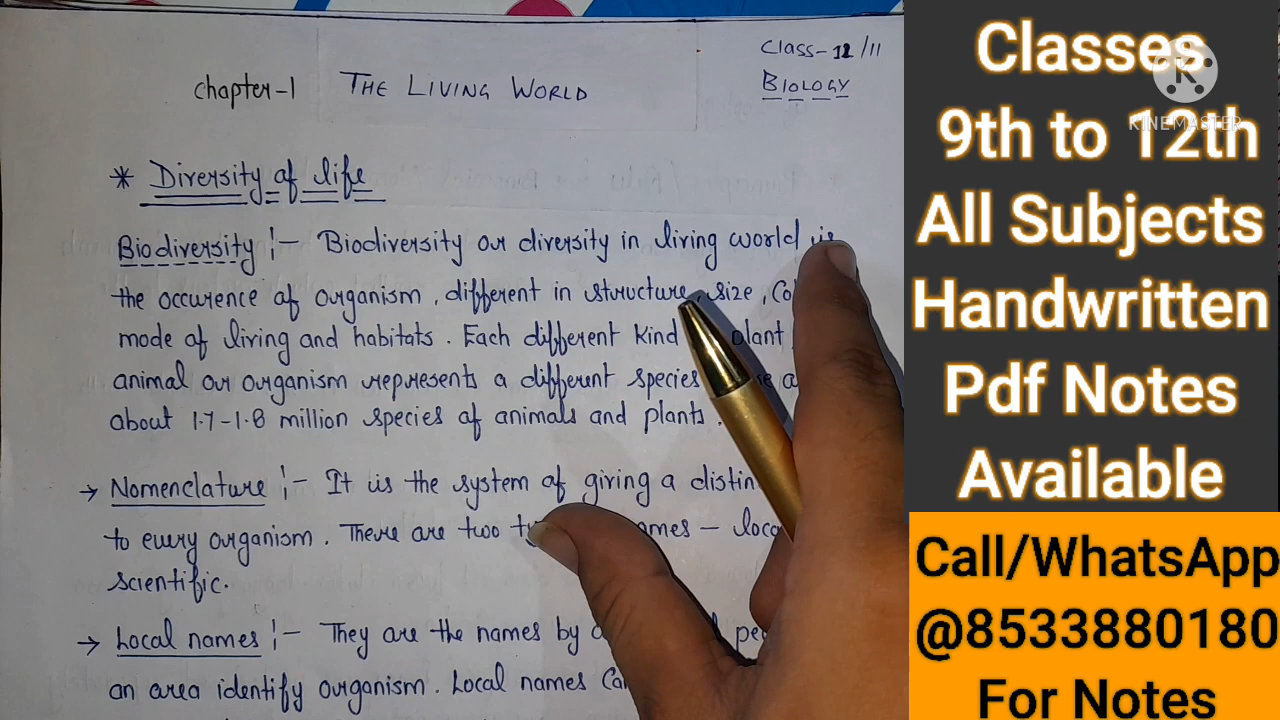 Class-12/11
Chapter-1 THE LIVING WORLD
BIOLOGY
* Diversity of life
Biodiversity :- Biodiversity or diversity in living world is
the occurence of organism, different in structure, size,
mode of living and habitats. Each different kind plant
animal or organism represents a different species
about 1.7-1.8 million species of animals and plants.
→ Nomenclature :- It is the system of giving a
to every organism. There are two names - 
scientific.
→ Local names :- They are the names by
an area identify organism. Local names
Classes
9th to 12th
All Subjects
Handwritten
Pdf Notes
Available
Call/WhatsApp
@8533880180
For Notes
K
KINEMASTER